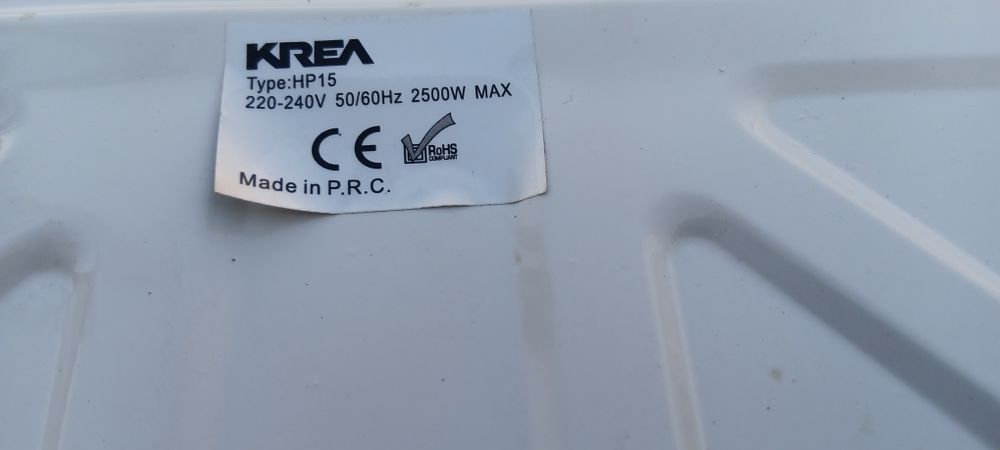 KREA
Type:HP15
220-240V 50/60Hz 2500W MAX
CE RoHS
COMPLIANT
Made in P.R.C.